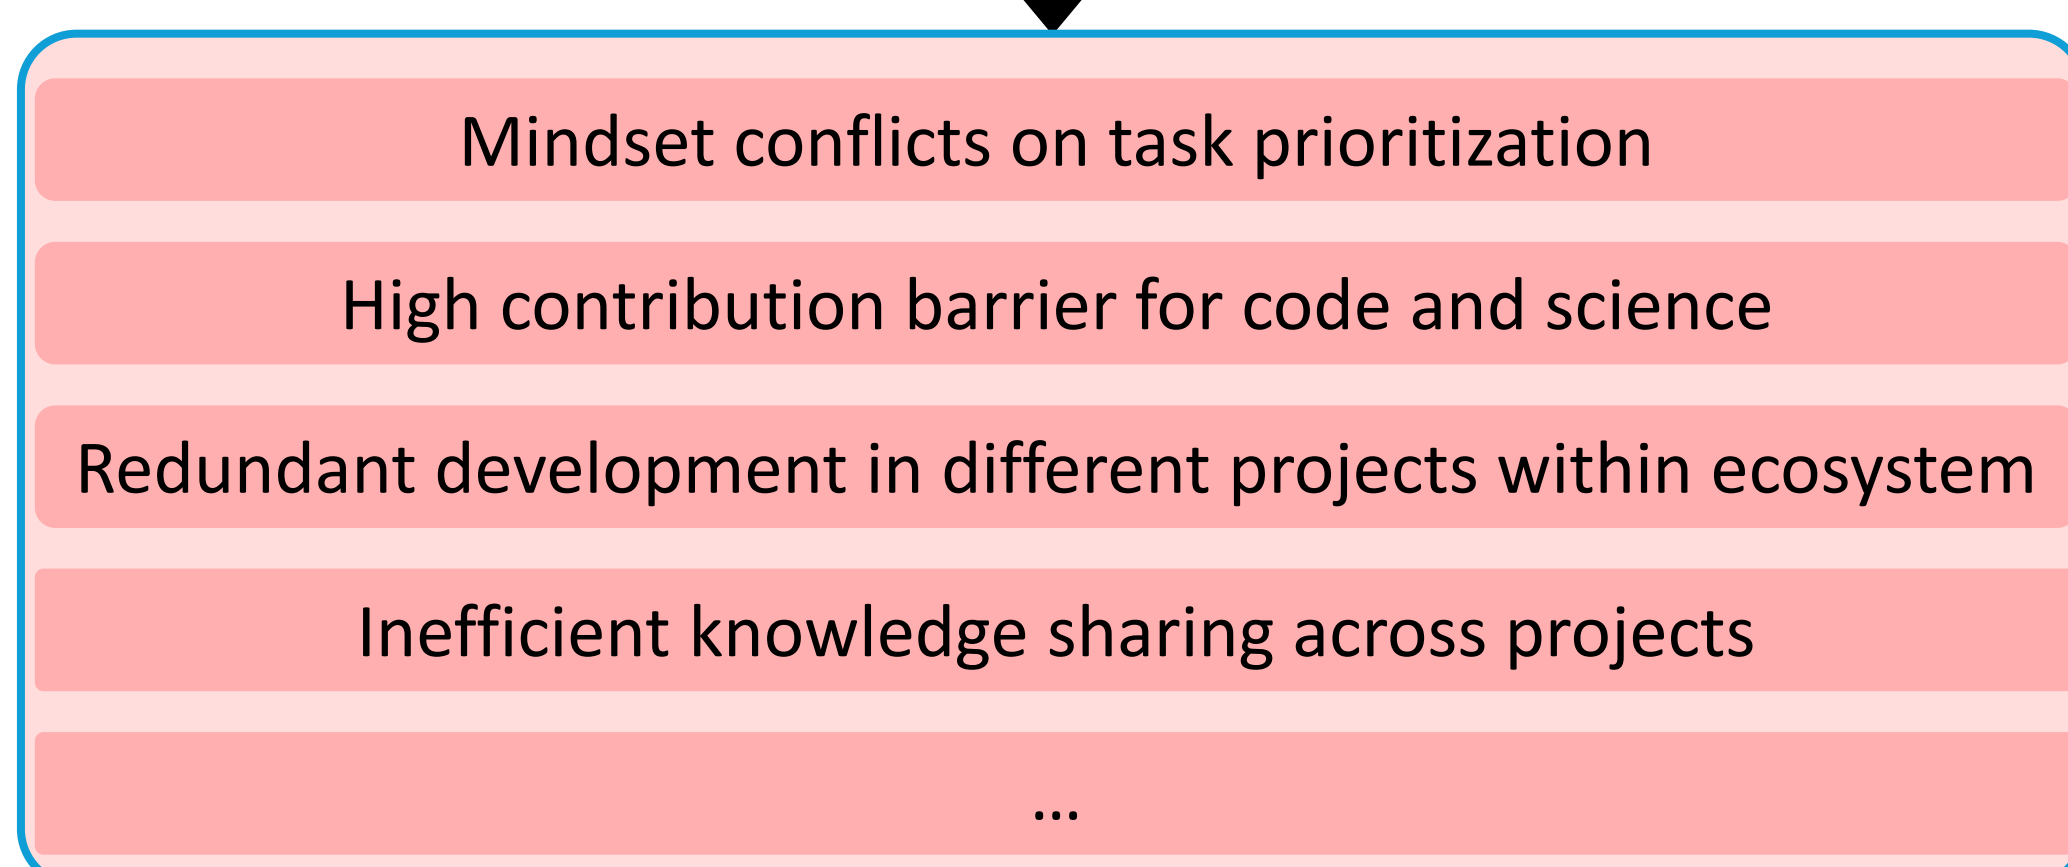 Mindset conflicts on task prioritization
High contribution barrier for code and science
Redundant development in different projects within ecosystem
Inefficient knowledge sharing across projects
...